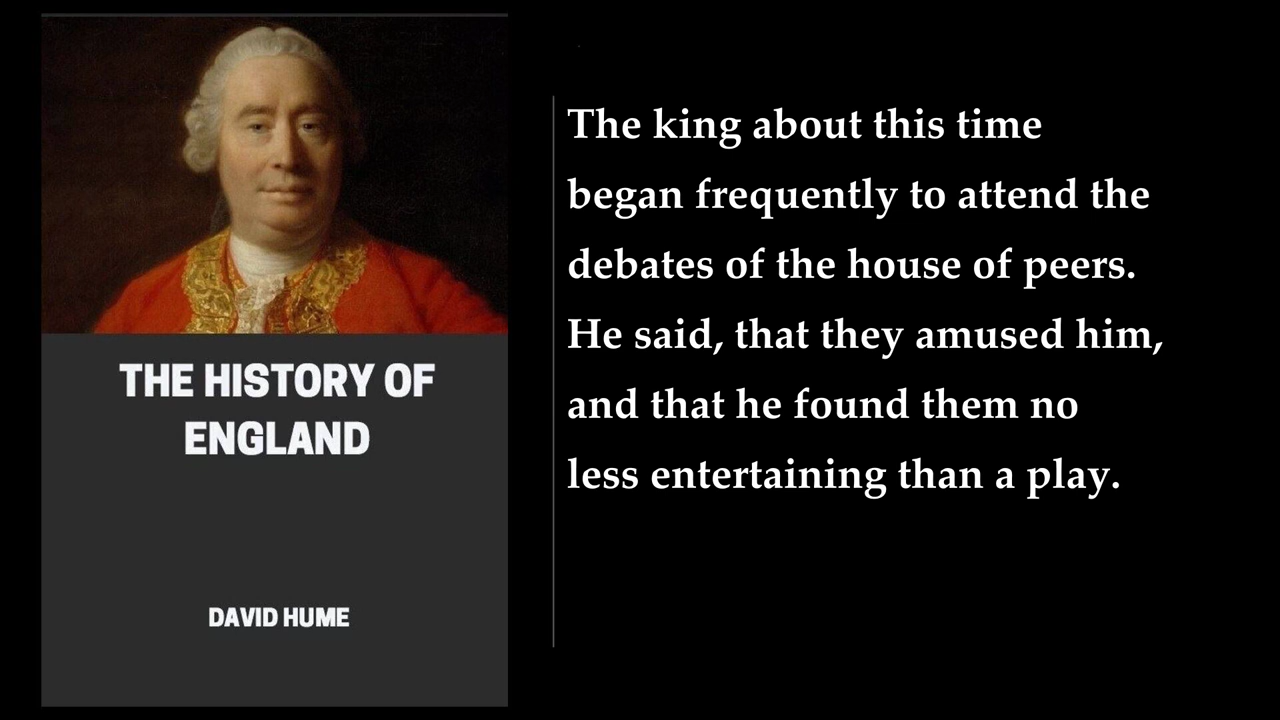 THE HISTORY OF
ENGLAND
DAVID HUME
The king about this time
began frequently to attend the
debates of the house of peers.
He said, that they amused him,
and that he found them no
less entertaining than a play.